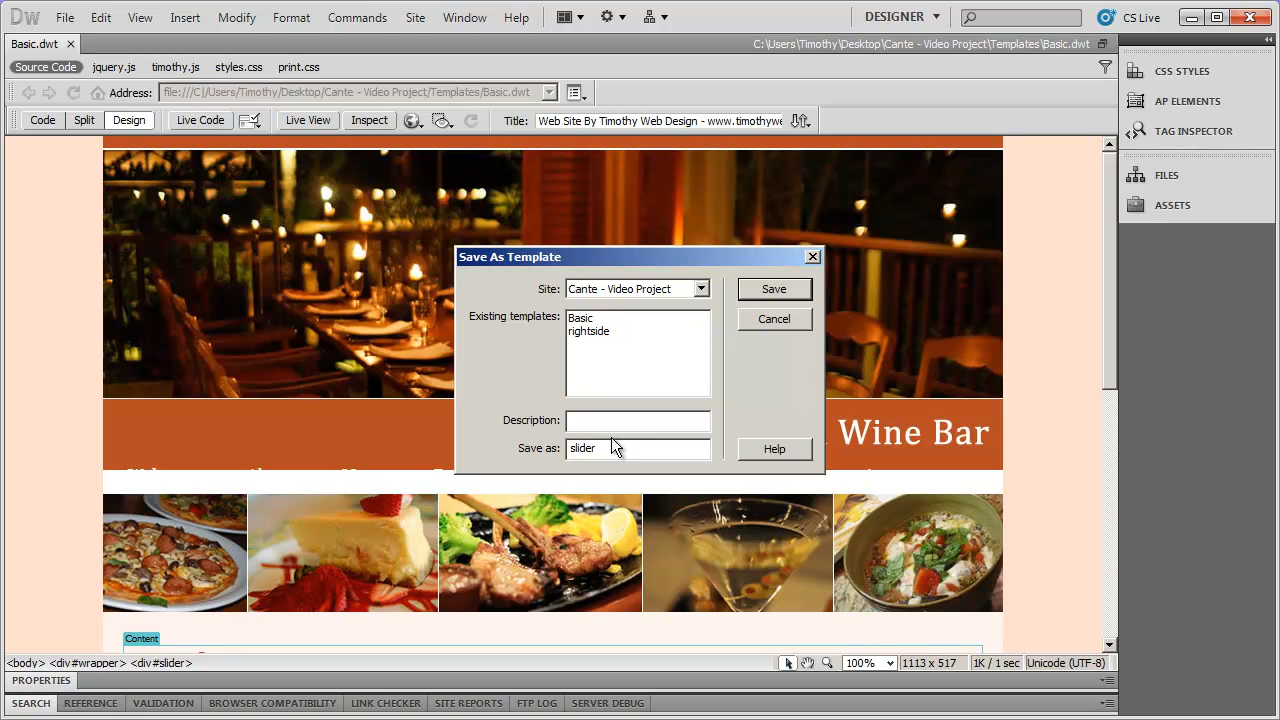 Dw File Edit View Insert Modify Format Commands Site Window Help DESIGNER CS Live
Basic.dwt C:\Users\Timothy\Desktop\Cante - Video Project\Templates\Basic.dwt
Source Code jquery.js timothy.js styles.css print.css
Address: file:///C|/Users/Timothy/Desktop/Cante - Video Project/Templates/Basic.dwt
Code Split Design Live Code Live View Inspect Title: Web Site By Timothy Web Design - www.timothywe
CSS STYLES
AP ELEMENTS
TAG INSPECTOR
FILES
ASSETS
Save As Template
Site: Cante - Video Project Save
Existing templates: Basic Cancel
rightside
Description:
Save as: slider Help
Wine Bar
Content
<body> <div#wrapper> <div#slider> 100% 1113 x 517 1K / 1 sec Unicode (UTF-8)
PROPERTIES
SEARCH REFERENCE VALIDATION BROWSER COMPATIBILITY LINK CHECKER SITE REPORTS FTP LOG SERVER DEBUG